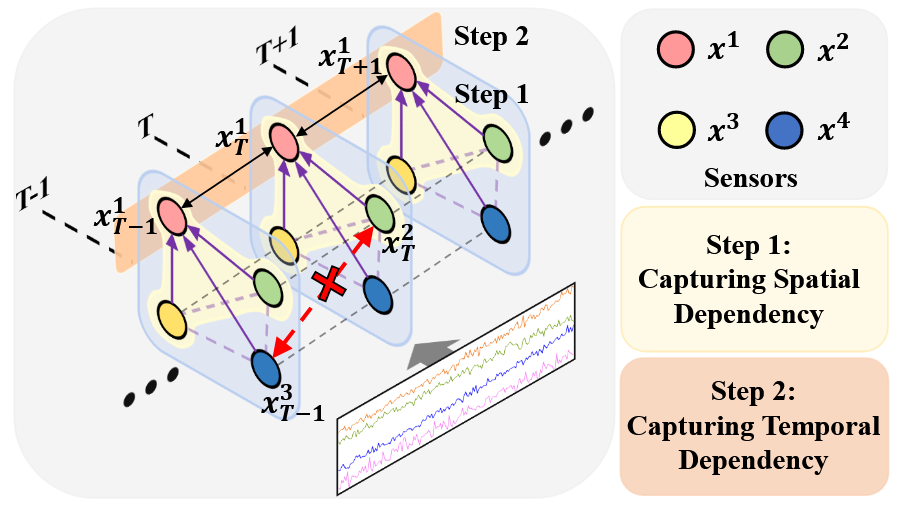 Step 2
T+1
$x^1_{T+1}$
Step 1
T
$x^1_T$
T-1
$x^1_{T-1}$
$x^2_T$
$x^3_{T-1}$
$x^1$ $x^2$
$x^3$ $x^4$
Sensors
Step 1:
Capturing Spatial
Dependency
Step 2:
Capturing Temporal
Dependency